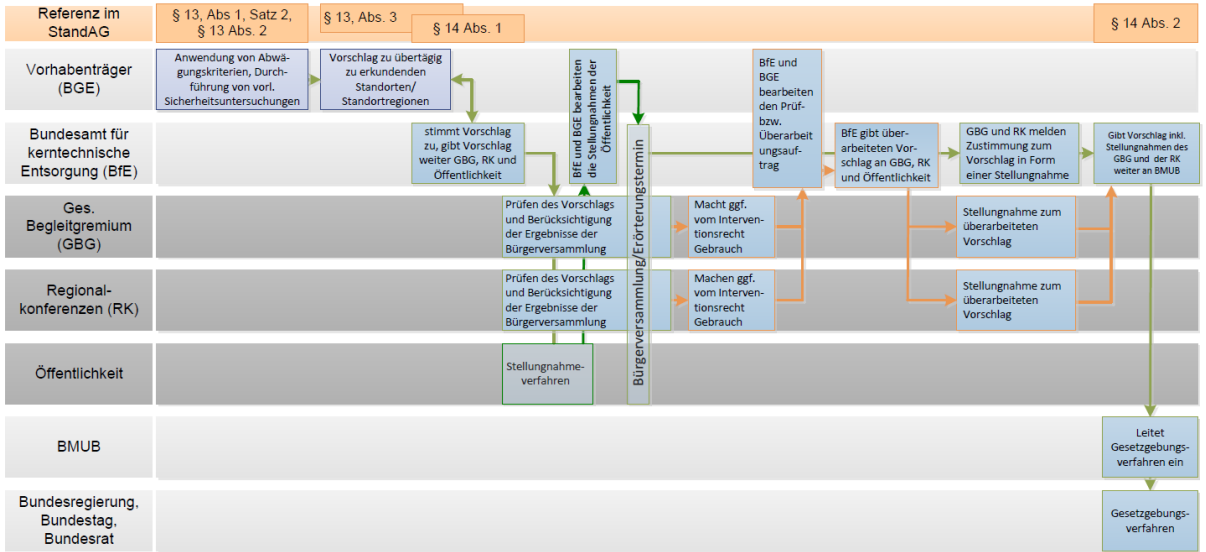 Referenz im
StandAG
§ 13, Abs 1, Satz 2,
§ 13 Abs. 2
§ 13, Abs. 3
§ 14 Abs. 1
§ 14 Abs. 2
Vorhabenträger
(BGE)
Anwendung von Abwä-
gungskriterien, Durch-
führung von vorl.
Sicherheitsuntersuchungen
Vorschlag zu übertägig
zu erkundenden
Standorten/
Standortregionen
BfE und BGE bearbeiten
die Stellungnahmen der
Öffentlichkeit
BfE und
BGE
bearbeiten
den Prüf-
bzw.
Überarbeit
ungsauf-
trag
Bundesamt für
kerntechnische
Entsorgung (BfE)
stimmt Vorschlag
zu, gibt Vorschlag
weiter GBG, RK und
Öffentlichkeit
Bürgerversammlung/Erörterungstermin
BfE gibt über-
arbeiteten Vor-
schlag an GBG, RK
und Öffentlichkeit
GBG und RK melden
Zustimmung zum
Vorschlag in Form
einer Stellungnahme
Gibt Vorschlag inkl.
Stellungnahmen des
GBG und  der RK
weiter an BMUB
Ges.
Begleitgremium
(GBG)
Prüfen des Vorschlags
und Berücksichtigung
der Ergebnisse der
Bürgerversammlung
Macht ggf.
vom Interven-
tionsrecht
Gebrauch
Stellungnahme zum
überarbeiteten
Vorschlag
Regional-
konferenzen (RK)
Prüfen des Vorschlags
und Berücksichtigung
der Ergebnisse der
Bürgerversammlung
Machen ggf.
vom Interven-
tionsrecht
Gebrauch
Stellungnahme zum
überarbeiteten
Vorschlag
Öffentlichkeit
Stellungnahme-
verfahren
BMUB
Leitet
Gesetzgebungs-
verfahren ein
Bundesregierung,
Bundestag,
Bundesrat
Gesetzgebungs-
verfahren